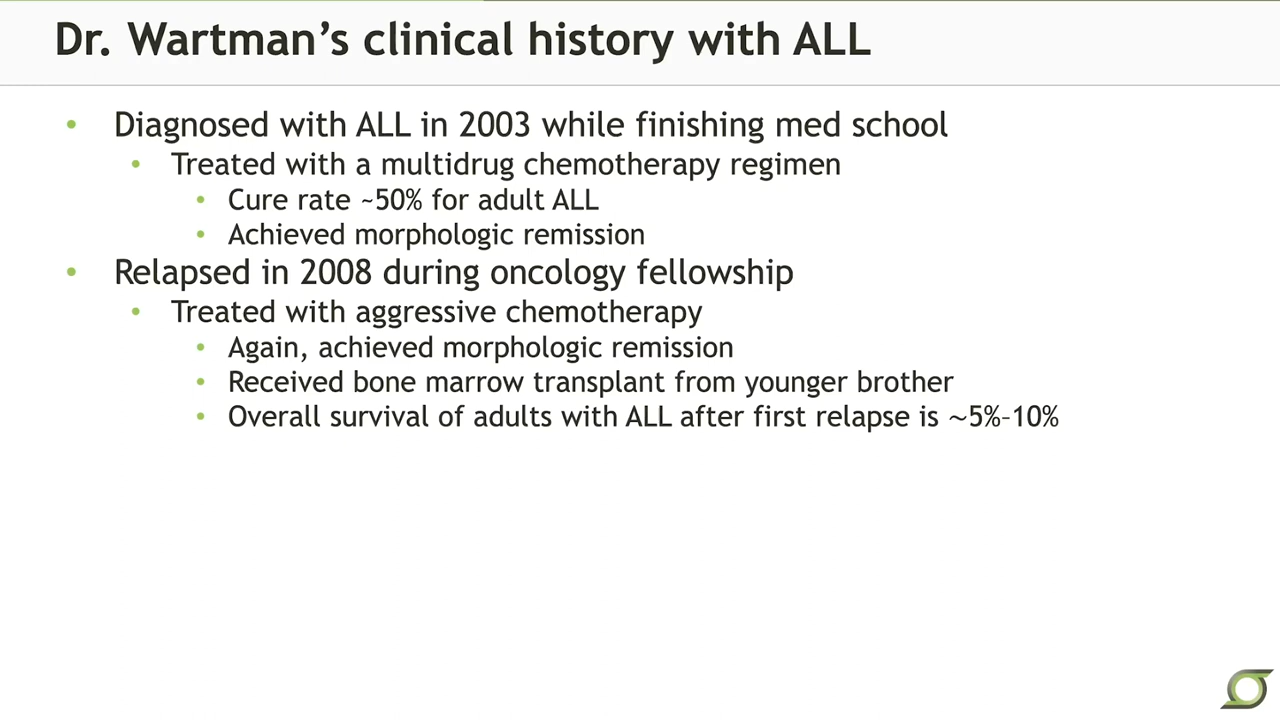 Dr. Wartman’s clinical history with ALL
• Diagnosed with ALL in 2003 while finishing med school
• Treated with a multidrug chemotherapy regimen
• Cure rate ~50% for adult ALL
• Achieved morphologic remission
• Relapsed in 2008 during oncology fellowship
• Treated with aggressive chemotherapy
• Again, achieved morphologic remission
• Received bone marrow transplant from younger brother
• Overall survival of adults with ALL after first relapse is ~5%–10%